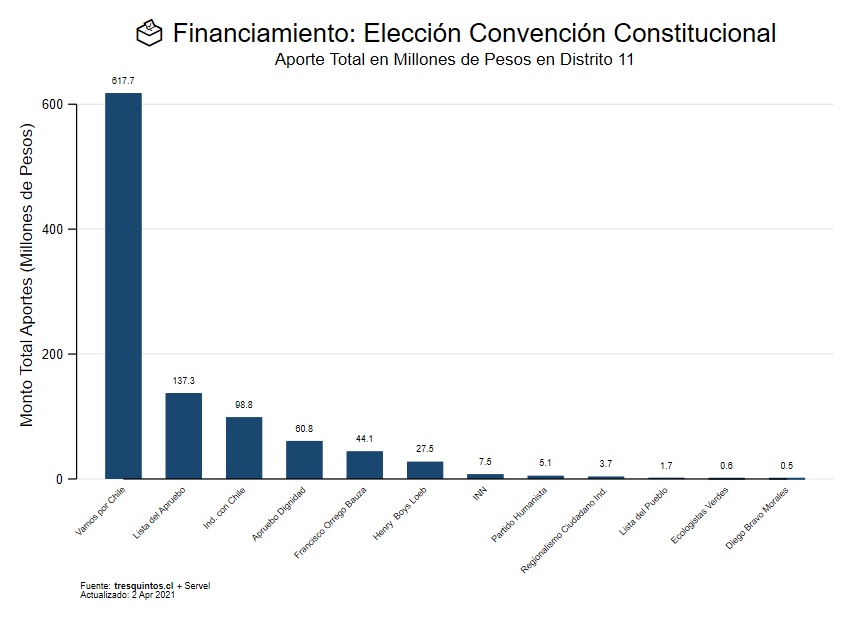 Financiamiento: Elección Convención Constitucional
Aporte Total en Millones de Pesos en Distrito 11
Monto Total Aportes (Millones de Pesos)
600
400
200
0
617.7
137.3
98.8
60.8
44.1
27.5
7.5
5.1
3.7
1.7
0.6
0.5
Vamos por Chile
Lista del Apruebo
Ind. con Chile
Apruebo Dignidad
Francisco Orrego Bauza
Henry Boys Loeb
INN
Partido Humanista
Regionalismo Ciudadano Ind.
Lista del Pueblo
Ecologistas Verdes
Diego Bravo Morales
Fuente: tresquintos.cl + Servel
Actualizado: 2 Apr 2021